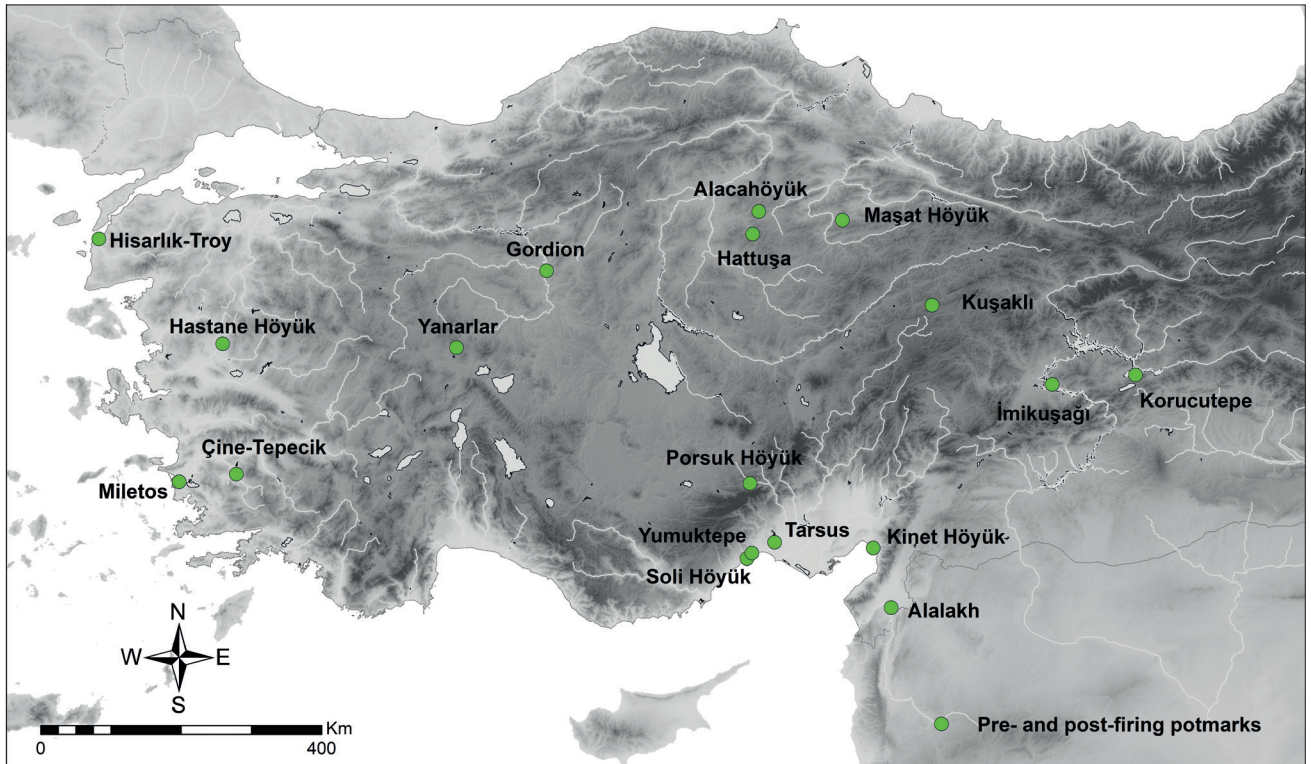 Alacahöyük
Maşat Höyük
Hisarlık-Troy
Gordion
Hattuşa
Kuşaklı
Hastane Höyük
Yanarlar
İmikuşağı
Korucutepe
Çine-Tepecik
Porsuk Höyük
Miletos
Yumuktepe
Tarsus
Kinet Höyük
Soli Höyük
Alalakh
N
W
E
S
Pre- and post-firing potmarks
Km
0
400